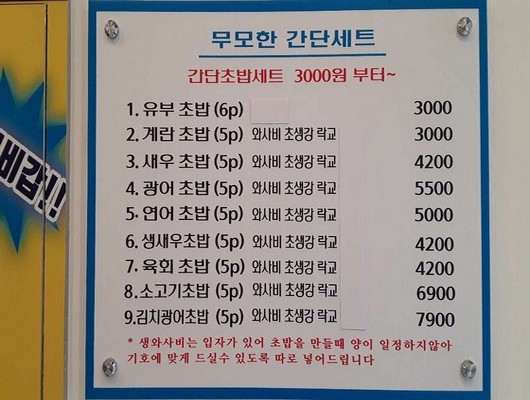 무모한 간단세트
간단초밥세트 3000원 부터~
1. 유부 초밥 (6p) 3000
2. 계란 초밥 (5p) 와사비 초생강 락교 3000
3. 새우 초밥 (5p) 와사비 초생강 락교 4200
4. 광어 초밥 (5p) 와사비 초생강 락교 5500
5. 연어 초밥 (5p) 와사비 초생강 락교 5000
6. 생새우초밥 (5p) 와사비 초생강 락교 4200
7. 육회 초밥 (5p) 와사비 초생강 락교 4200
8. 소고기초밥 (5p) 와사비 초생강 락교 6900
9.김치광어초밥 (5p) 와사비 초생강 락교 7900
* 생와사비는 입자가 있어 초밥을 만들때 양이 일정하지않아
기호에 맞게 드실수 있도록 따로 넣어드립니다
비갑!!